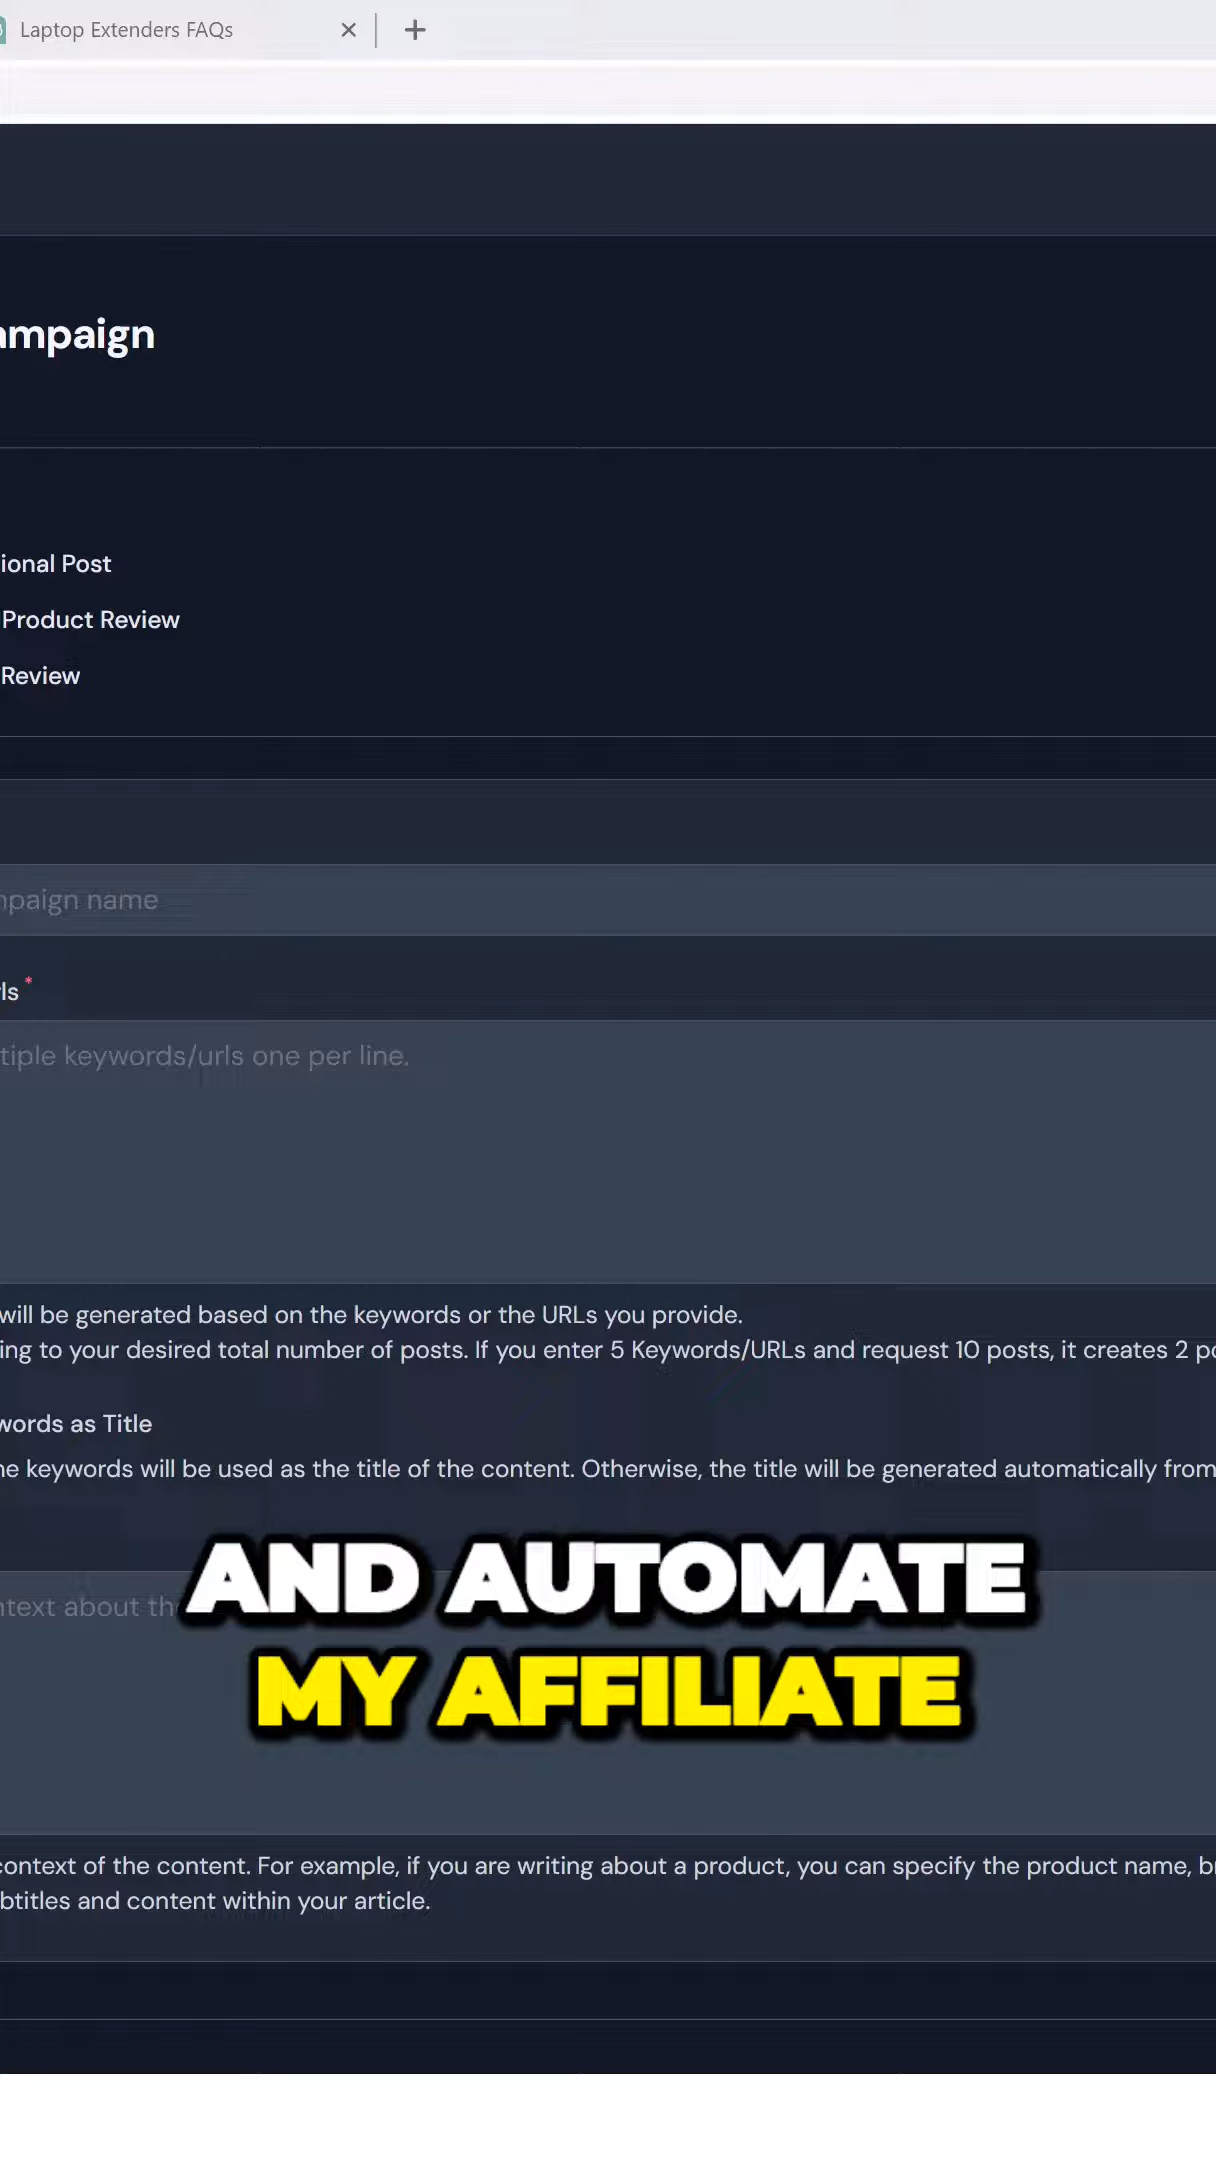 Laptop Extenders FAQs
ampaign
ional Post
Product Review
Review
mpaign name
ls *
tiple keywords/urls one per line.
will be generated based on the keywords or the URLs you provide.
ing to your desired total number of posts. If you enter 5 Keywords/URLs and request 10 posts, it creates 2 po
words as Title
he keywords will be used as the title of the content. Otherwise, the title will be generated automatically from
AND AUTOMATE
ntext about th
MY AFFILIATE
context of the content. For example, if you are writing about a product, you can specify the product name, br
btitles and content within your article.